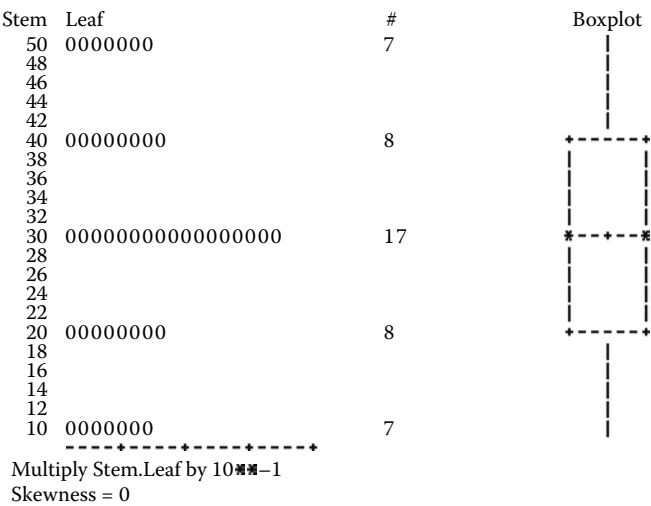 Stem Leaf # Boxplot
50 0000000 7
48
46
44
42
40 00000000 8
38
36
34
32
30 00000000000000000 17
28
26
24
22
20 00000000 8
18
16
14
12
10 0000000 7
Multiply Stem.Leaf by 10**–1
Skewness = 0